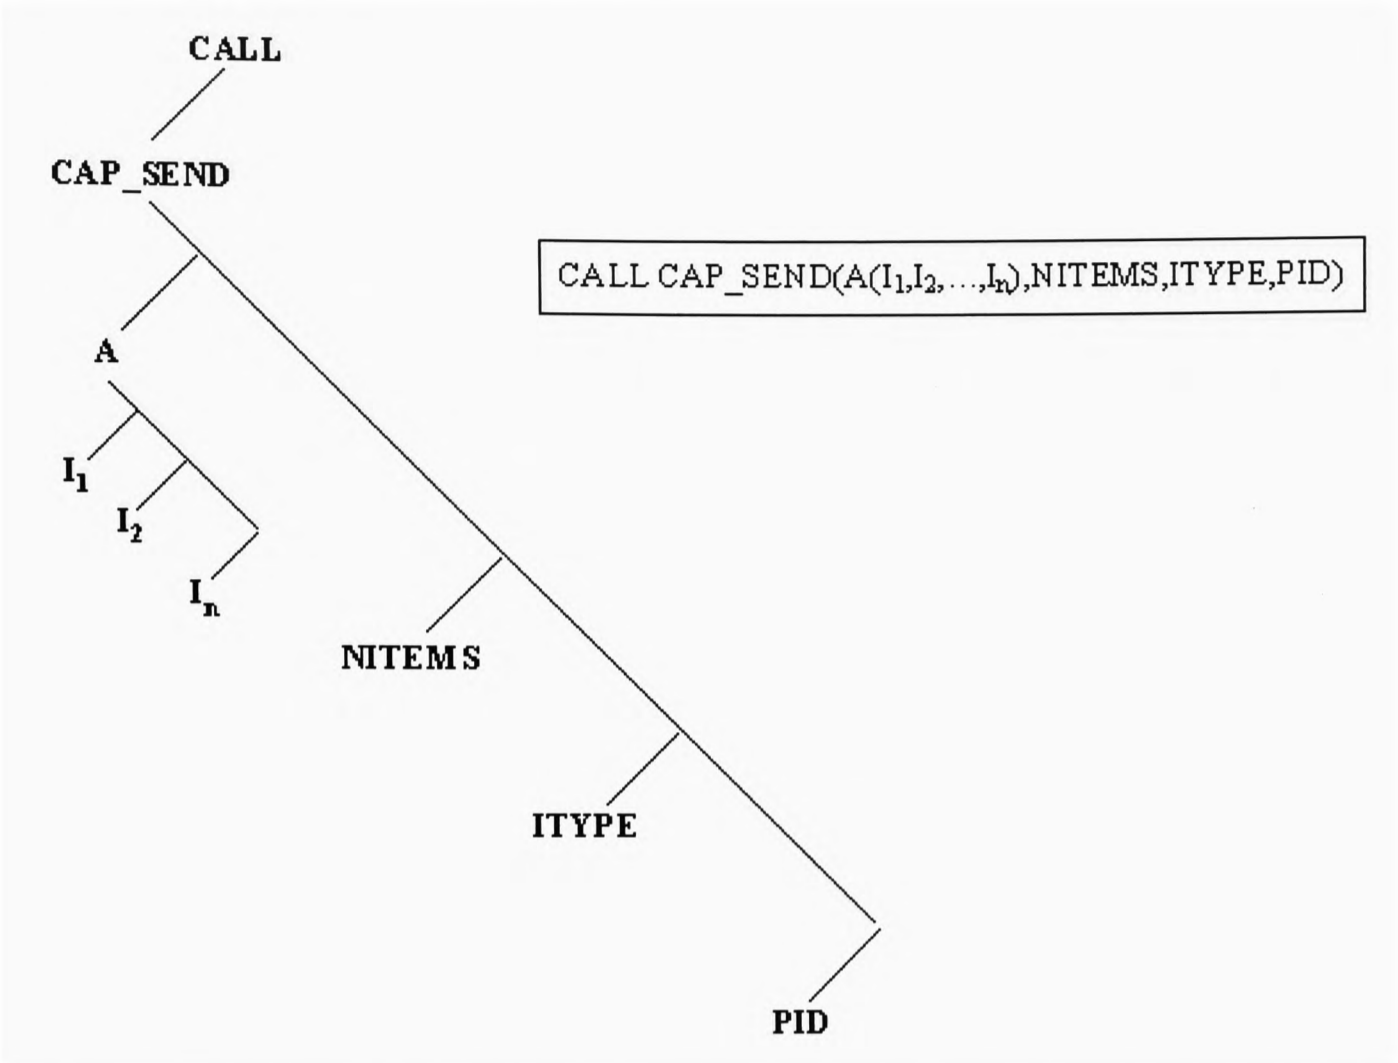 CALL
CAP_SEND
CALL CAP_SEND(A(I₁,I₂,...,Iₙ),NITEMS,ITYPE,PID)
A
I₁
I₂
Iₙ
NITEMS
ITYPE
PID